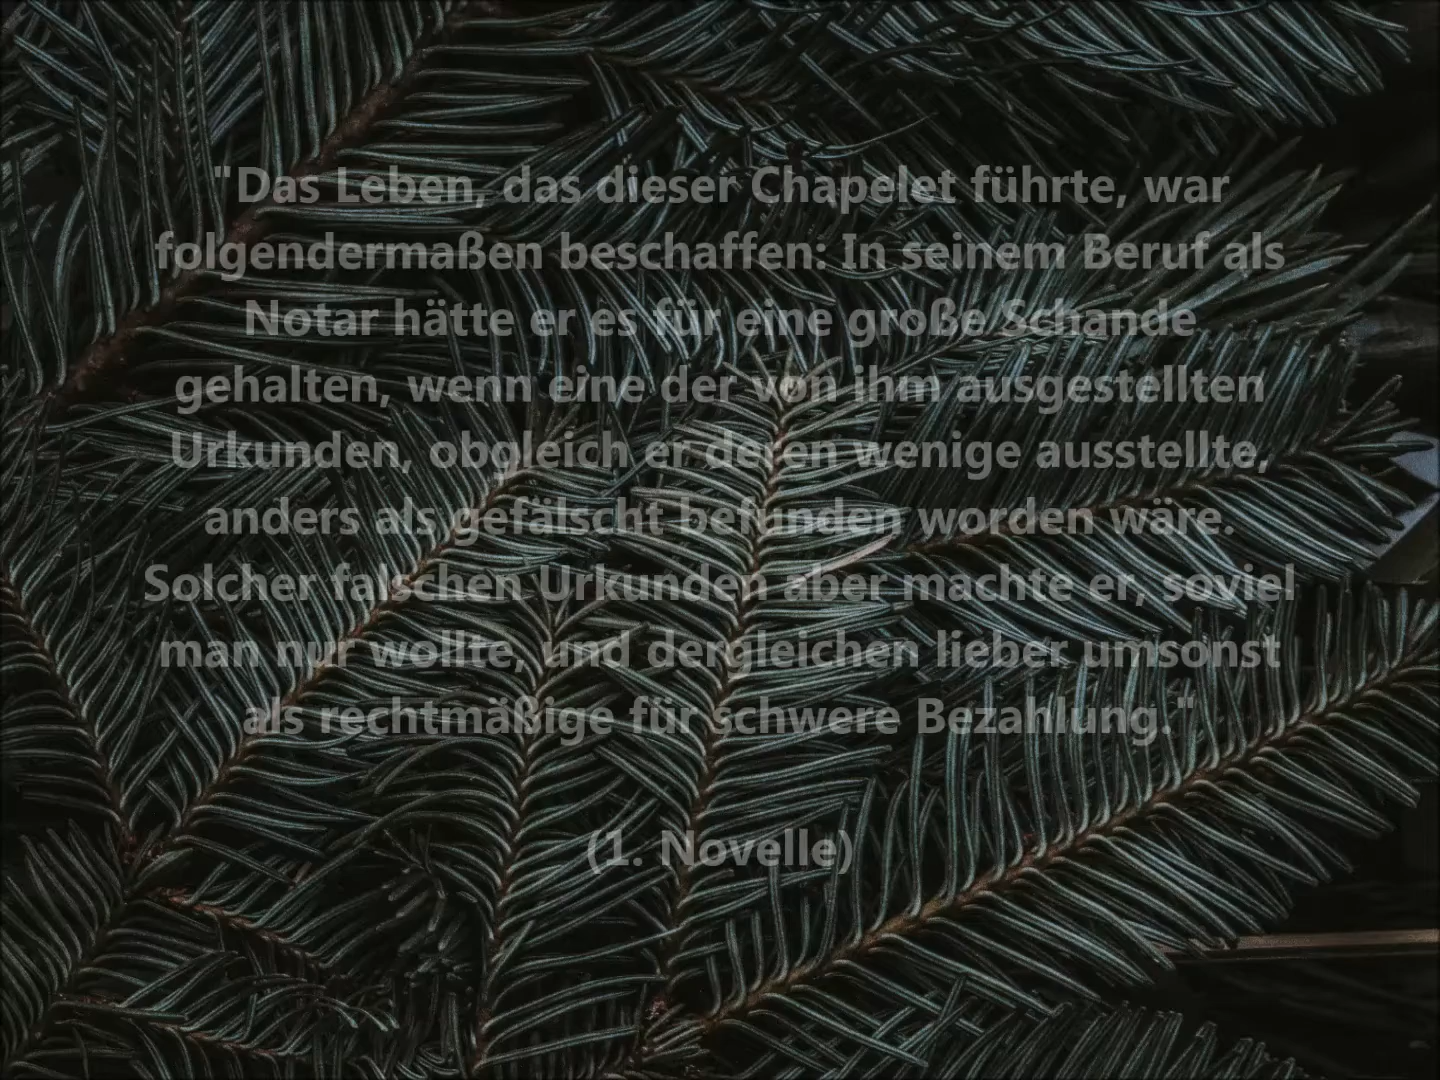 "Das Leben, das dieser Chapelet führte, war
folgendermaßen beschaffen: In seinem Beruf als
Notar hätte er es für eine große Schande
gehalten, wenn eine der von ihm ausgestellten
Urkunden, obgleich er deren wenige ausstellte,
anders als gefälscht befunden worden wäre.
Solcher falschen Urkunden aber machte er, soviel
man nur wollte, und dergleichen lieber umsonst
als rechtmäßige für schwere Bezahlung."
(1. Novelle)